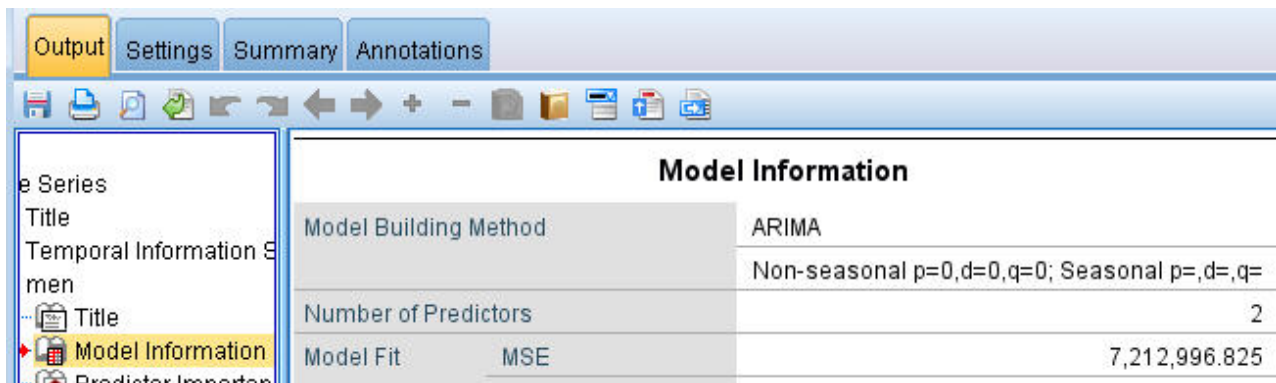 Output Settings Summary Annotations
Model Information
e Series
Title
Temporal Information S
men
Title
Model Information
Model Building Method ARIMA
Non-seasonal p=0,d=0,q=0; Seasonal p=,d=,q=
Number of Predictors 2
Model Fit MSE 7,212,996.825